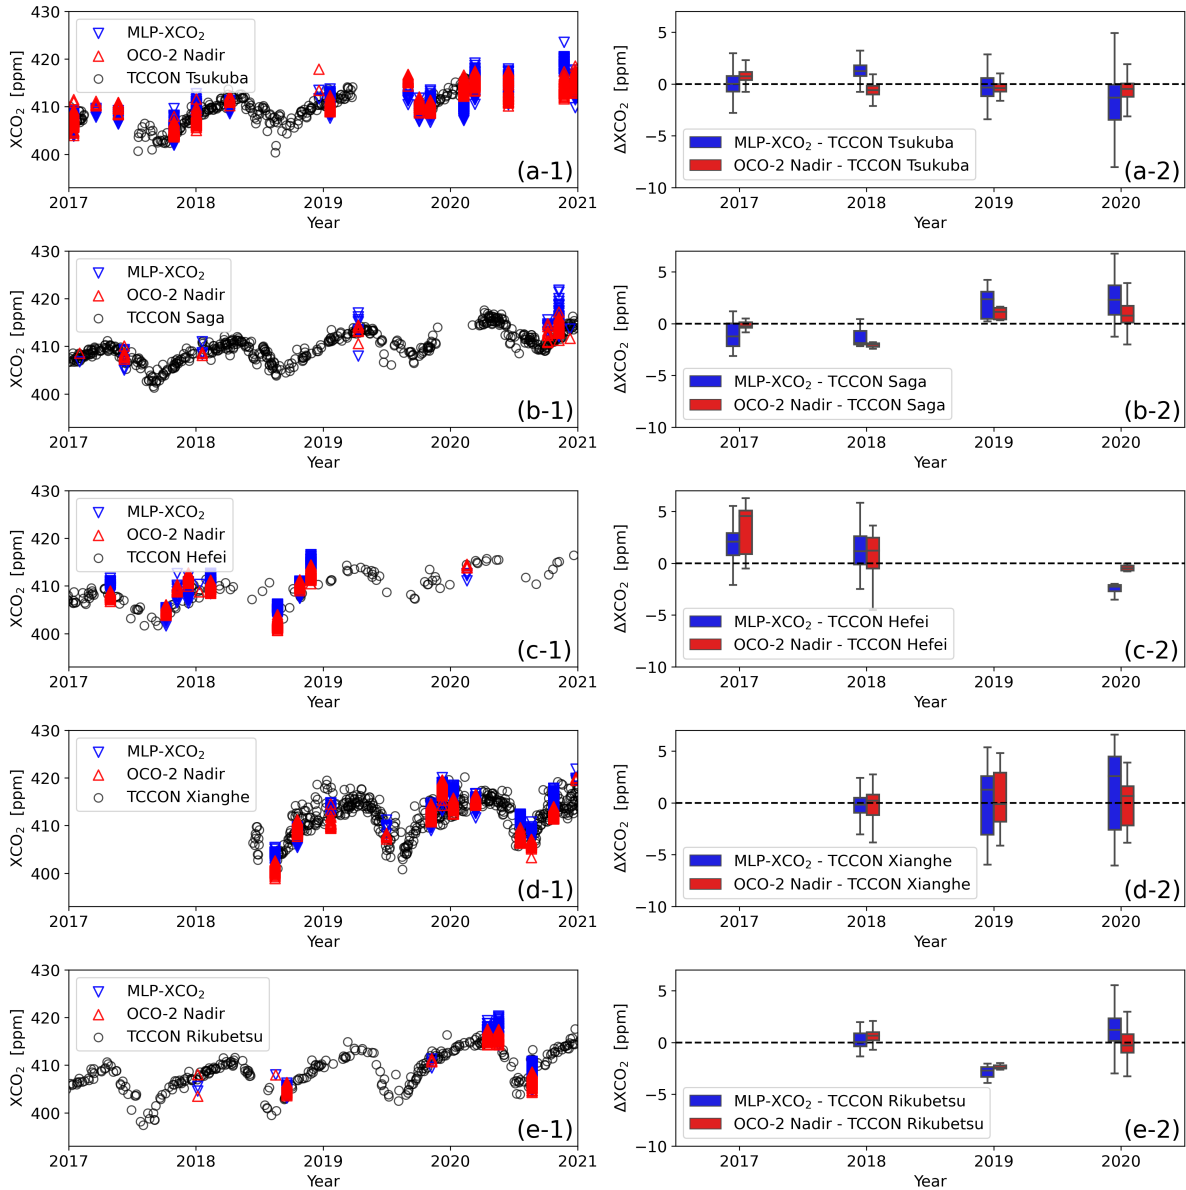 430
420
410
400
XCO₂ [ppm]
MLP-XCO₂
OCO-2 Nadir
TCCON Tsukuba
(a-1)
2017 2018 2019 2020 2021
Year
5
0
−5
−10
ΔXCO₂ [ppm]
MLP-XCO₂ - TCCON Tsukuba
OCO-2 Nadir - TCCON Tsukuba
(a-2)
2017 2018 2019 2020
Year
430
420
410
400
XCO₂ [ppm]
MLP-XCO₂
OCO-2 Nadir
TCCON Saga
(b-1)
2017 2018 2019 2020 2021
Year
5
0
−5
−10
ΔXCO₂ [ppm]
MLP-XCO₂ - TCCON Saga
OCO-2 Nadir - TCCON Saga
(b-2)
2017 2018 2019 2020
Year
430
420
410
400
XCO₂ [ppm]
MLP-XCO₂
OCO-2 Nadir
TCCON Hefei
(c-1)
2017 2018 2019 2020 2021
Year
5
0
−5
−10
ΔXCO₂ [ppm]
MLP-XCO₂ - TCCON Hefei
OCO-2 Nadir - TCCON Hefei
(c-2)
2017 2018 2019 2020
Year
430
420
410
400
XCO₂ [ppm]
MLP-XCO₂
OCO-2 Nadir
TCCON Xianghe
(d-1)
2017 2018 2019 2020 2021
Year
5
0
−5
−10
ΔXCO₂ [ppm]
MLP-XCO₂ - TCCON Xianghe
OCO-2 Nadir - TCCON Xianghe
(d-2)
2017 2018 2019 2020
Year
430
420
410
400
XCO₂ [ppm]
MLP-XCO₂
OCO-2 Nadir
TCCON Rikubetsu
(e-1)
2017 2018 2019 2020 2021
Year
5
0
−5
−10
ΔXCO₂ [ppm]
MLP-XCO₂ - TCCON Rikubetsu
OCO-2 Nadir - TCCON Rikubetsu
(e-2)
2017 2018 2019 2020
Year